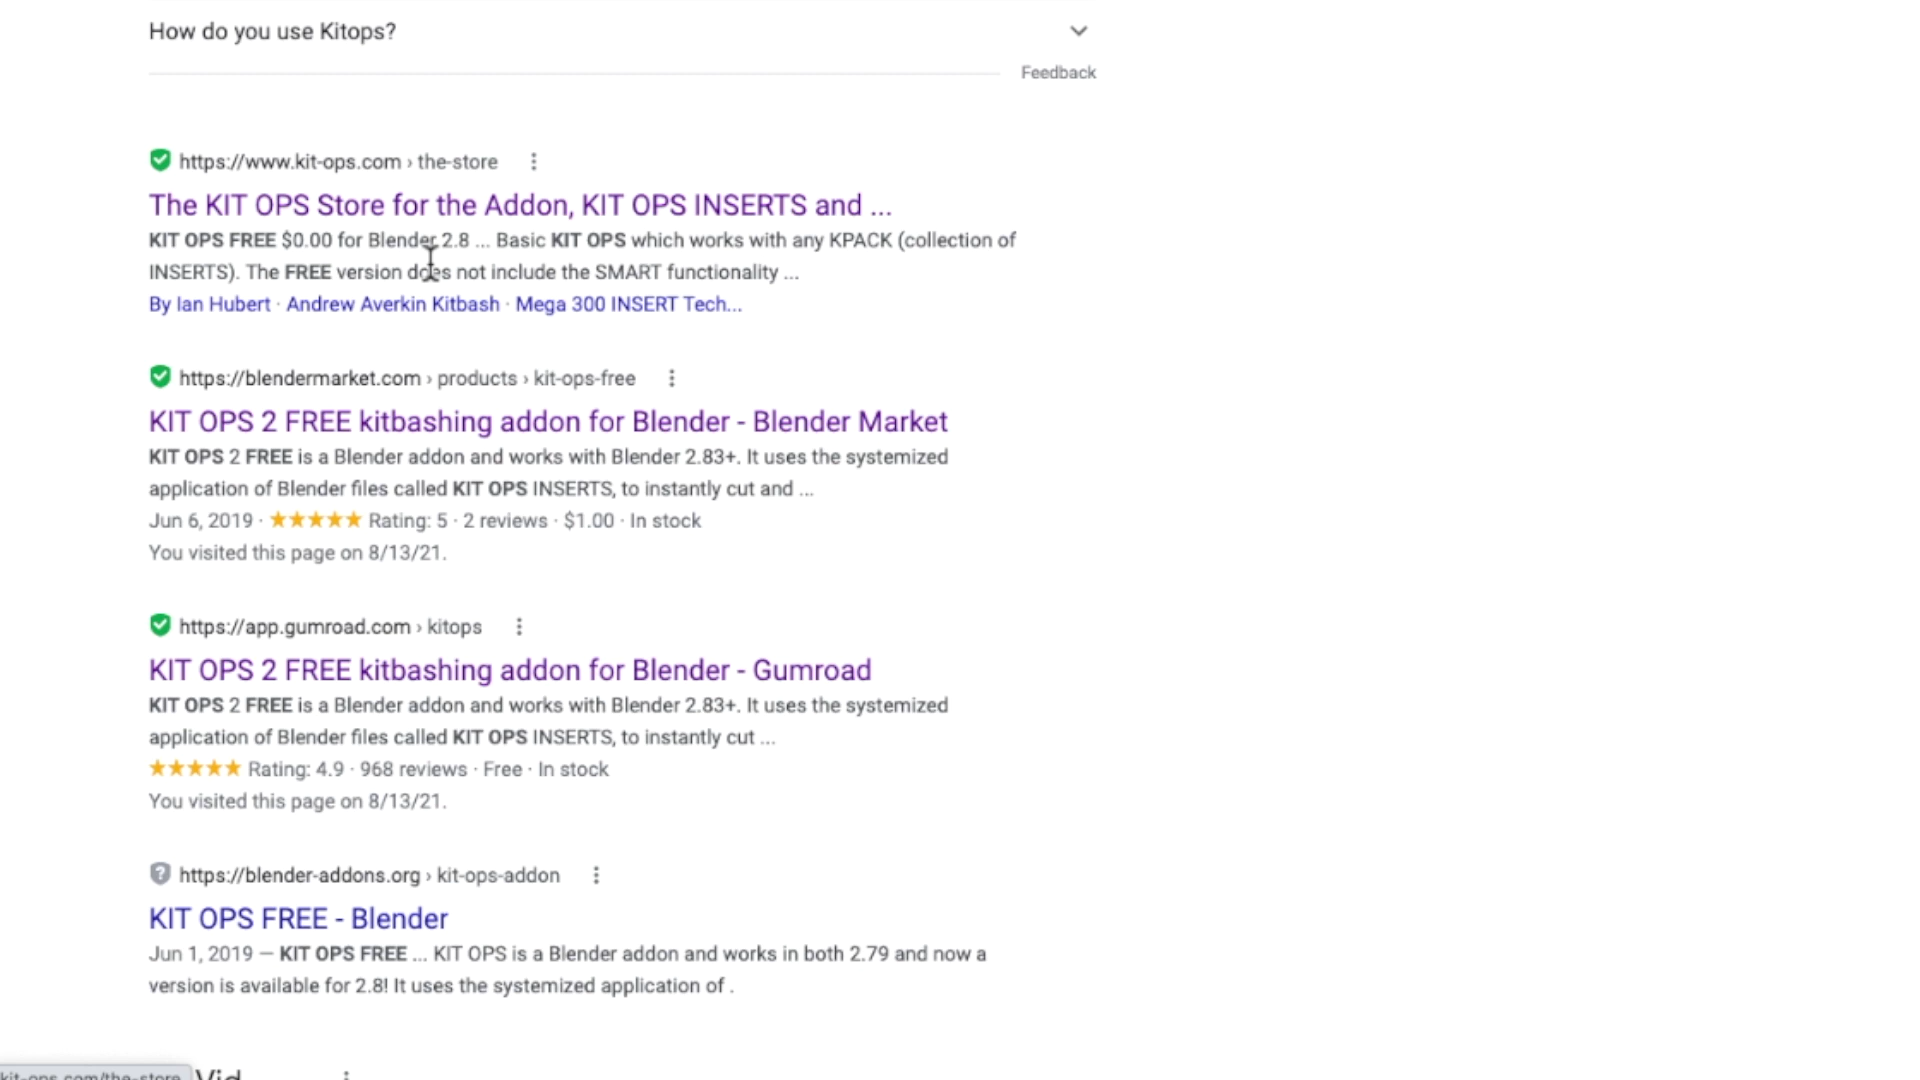 How do you use Kitops?
Feedback
https://www.kit-ops.com › the-store
The KIT OPS Store for the Addon, KIT OPS INSERTS and ...
KIT OPS FREE $0.00 for Blender 2.8 ... Basic KIT OPS which works with any KPACK (collection of
INSERTS). The FREE version does not include the SMART functionality ...
By Ian Hubert · Andrew Averkin Kitbash · Mega 300 INSERT Tech...
https://blendermarket.com › products › kit-ops-free
KIT OPS 2 FREE kitbashing addon for Blender - Blender Market
KIT OPS 2 FREE is a Blender addon and works with Blender 2.83+. It uses the systemized
application of Blender files called KIT OPS INSERTS, to instantly cut and ...
Jun 6, 2019 · ★★★★★ Rating: 5 · 2 reviews · $1.00 · In stock
You visited this page on 8/13/21.
https://app.gumroad.com › kitops
KIT OPS 2 FREE kitbashing addon for Blender - Gumroad
KIT OPS 2 FREE is a Blender addon and works with Blender 2.83+. It uses the systemized
application of Blender files called KIT OPS INSERTS, to instantly cut ...
★★★★★ Rating: 4.9 · 968 reviews · Free · In stock
You visited this page on 8/13/21.
https://blender-addons.org › kit-ops-addon
KIT OPS FREE - Blender
Jun 1, 2019 — KIT OPS FREE ... KIT OPS is a Blender addon and works in both 2.79 and now a
version is available for 2.8! It uses the systemized application of .
kit-ops.com/the-store